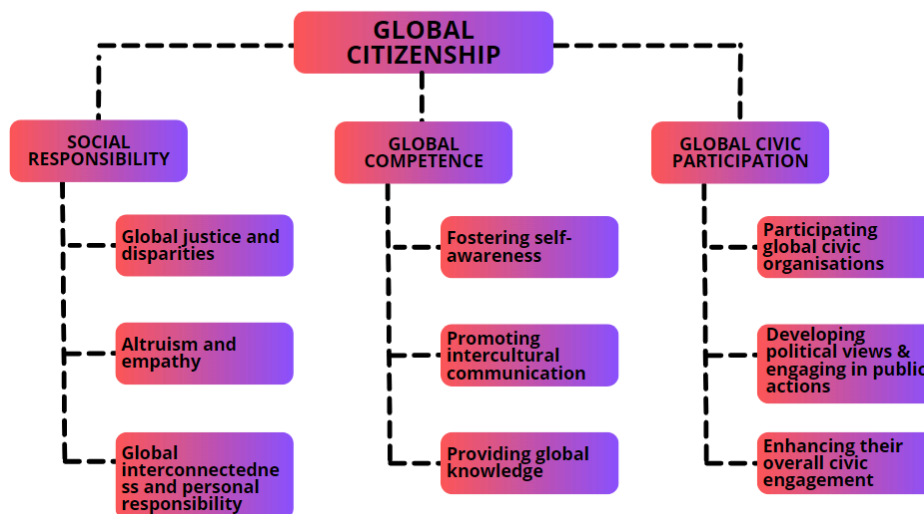 GLOBAL
CITIZENSHIP
SOCIAL
RESPONSIBILITY
Global justice and
disparities
Altruism and
empathy
Global
interconnectedne
ss and personal
responsibility
GLOBAL
COMPETENCE
Fostering self-
awareness
Promoting
intercultural
communication
Providing global
knowledge
GLOBAL CIVIC
PARTICIPATION
Participating
global civic
organisations
Developing
political views &
engaging in public
actions
Enhancing their
overall civic
engagement